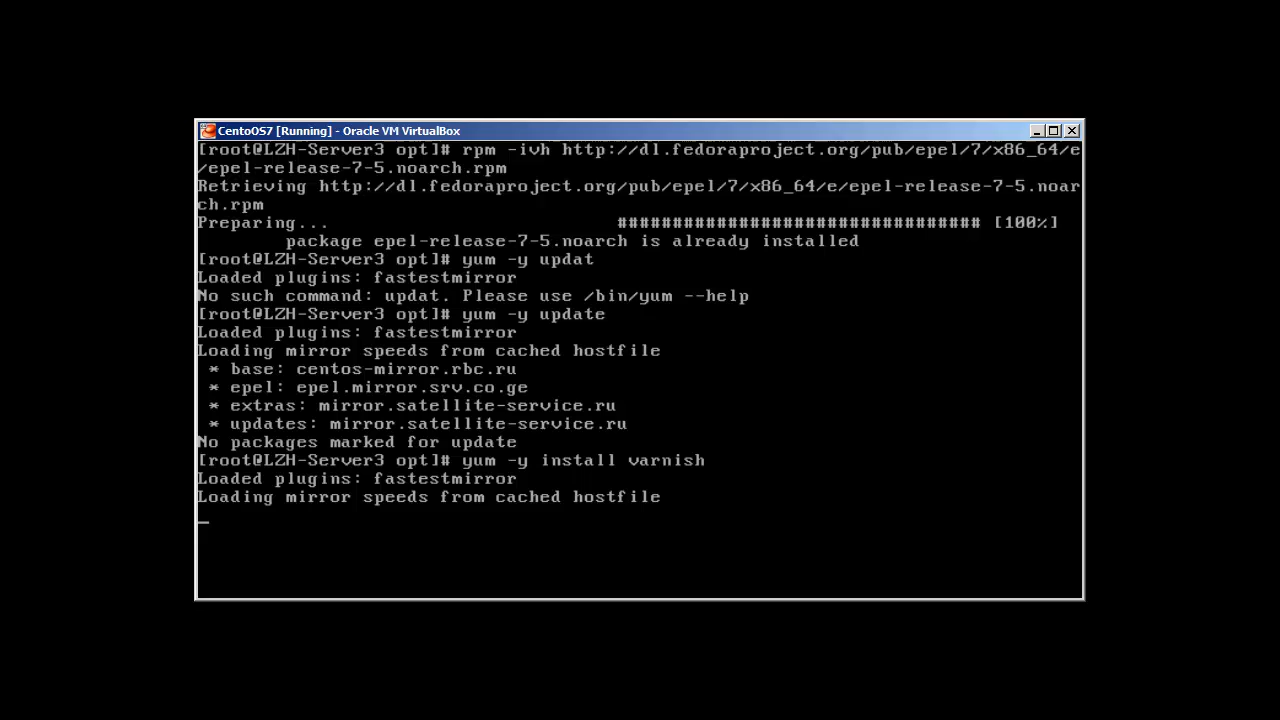 CentoOS7 [Running] - Oracle VM VirtualBox
[root@LZH-Server3 opt]# rpm -ivh http://dl.fedoraproject.org/pub/epel/7/x86_64/e
/epel-release-7-5.noarch.rpm
Retrieving http://dl.fedoraproject.org/pub/epel/7/x86_64/e/epel-release-7-5.noar
ch.rpm
Preparing... ################################# [100%]
package epel-release-7-5.noarch is already installed
[root@LZH-Server3 opt]# yum -y updat
Loaded plugins: fastestmirror
No such command: updat. Please use /bin/yum --help
[root@LZH-Server3 opt]# yum -y update
Loaded plugins: fastestmirror
Loading mirror speeds from cached hostfile
* base: centos-mirror.rbc.ru
* epel: epel.mirror.srv.co.ge
* extras: mirror.satellite-service.ru
* updates: mirror.satellite-service.ru
No packages marked for update
[root@LZH-Server3 opt]# yum -y install varnish
Loaded plugins: fastestmirror
Loading mirror speeds from cached hostfile